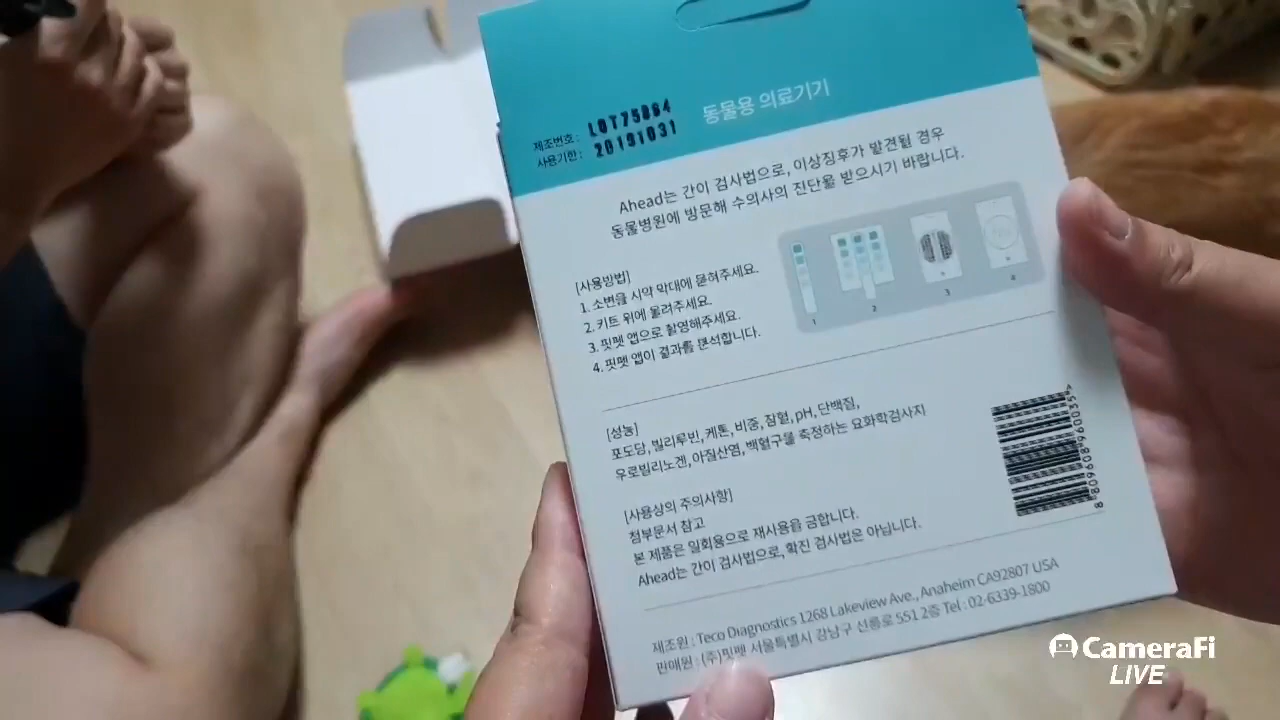 제조번호 : LOT75064
사용기한 : 20191031
동물용 의료기기
Ahead는 간이 검사법으로, 이상징후가 발견될 경우
동물병원에 방문해 수의사의 진단을 받으시기 바랍니다.
[사용방법]
1. 소변을 시약 막대에 묻혀주세요.
2. 키트 위에 올려주세요.
3. 핏펫 앱으로 촬영해주세요.
4. 핏펫 앱이 결과를 분석합니다.
1
2
3
4
[성능]
포도당, 빌리루빈, 케톤, 비중, 잠혈, pH, 단백질,
우로빌리노겐, 아질산염, 백혈구를 측정하는 요화학검사지
[사용상의 주의사항]
첨부문서 참고
본 제품은 일회용으로 재사용을 금합니다.
Ahead는 간이 검사법으로, 확진 검사법은 아닙니다.
제조원 : Teco Diagnostics 1268 Lakeview Ave., Anaheim CA92807 USA
판매원 : (주)핏펫 서울특별시 강남구 선릉로 551 2층 Tel : 02-6339-1800
CameraFi
LIVE